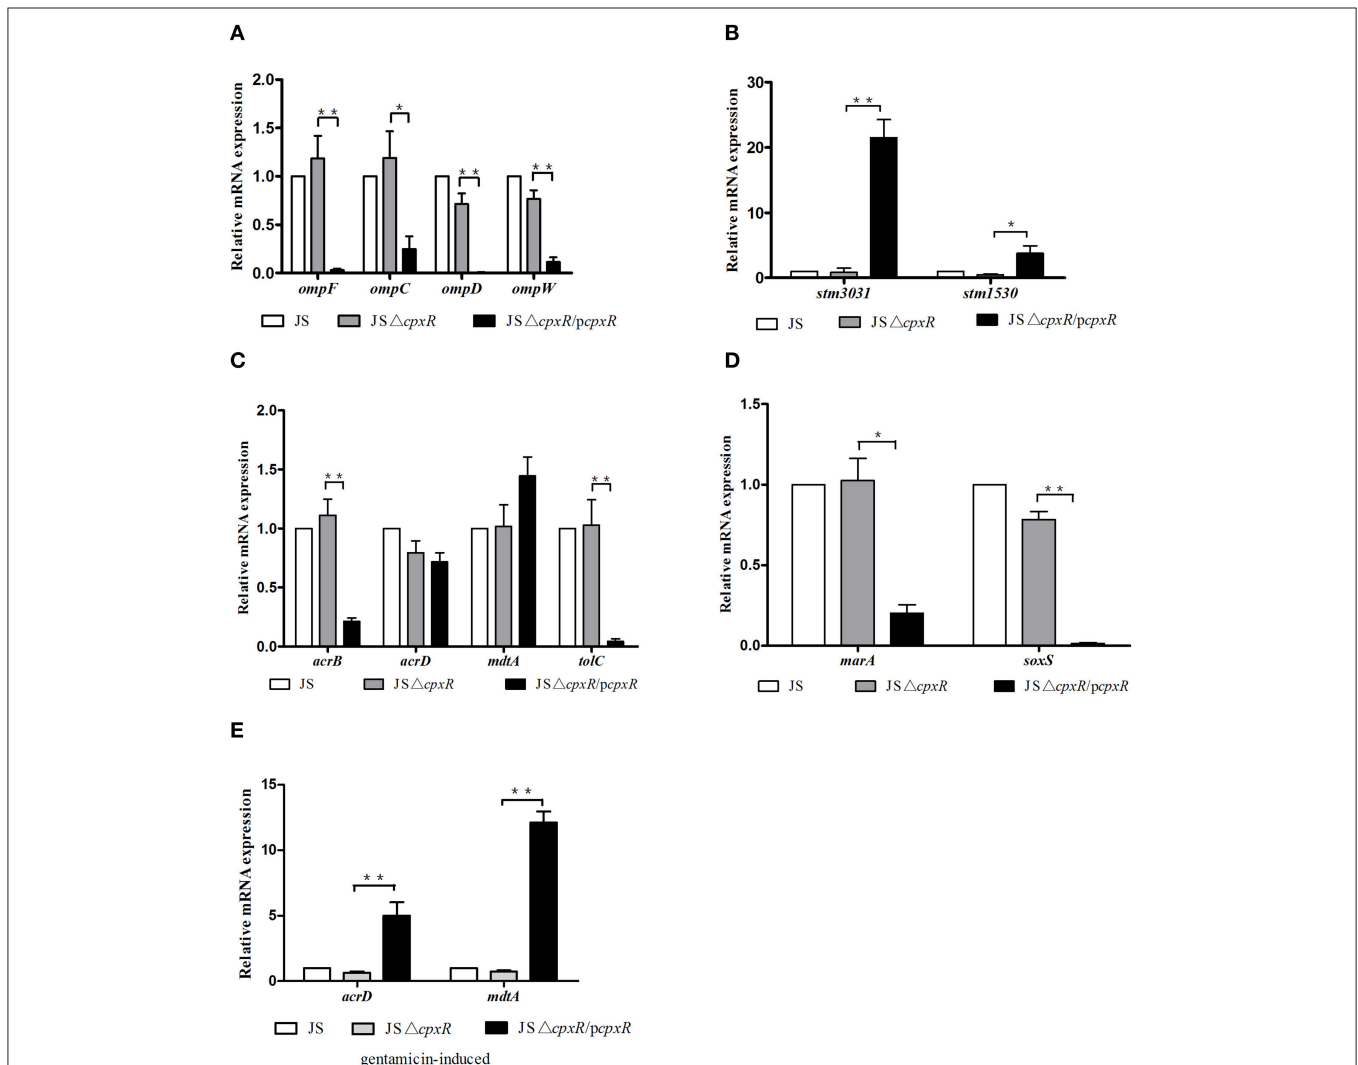 A
Relative mRNA expression
2.0
1.5
1.0
0.5
0.0
* *
*
* *
* *
ompF ompC ompD ompW
JS JS △cpxR JS △cpxR/pcpxR
B
Relative mRNA expression
30
20
10
0
* *
*
stm3031 stm1530
JS JS △cpxR JS △cpxR/pcpxR
C
Relative mRNA expression
2.0
1.5
1.0
0.5
0.0
* *
* *
acrB acrD mdtA tolC
JS JS △cpxR JS △cpxR/pcpxR
D
Relative mRNA expression
1.5
1.0
0.5
0.0
*
* *
marA soxS
JS JS △cpxR JS △cpxR/pcpxR
E
Relative mRNA expression
15
10
5
0
* *
* *
acrD mdtA
JS JS △cpxR JS △cpxR/pcpxR
gentamicin-induced